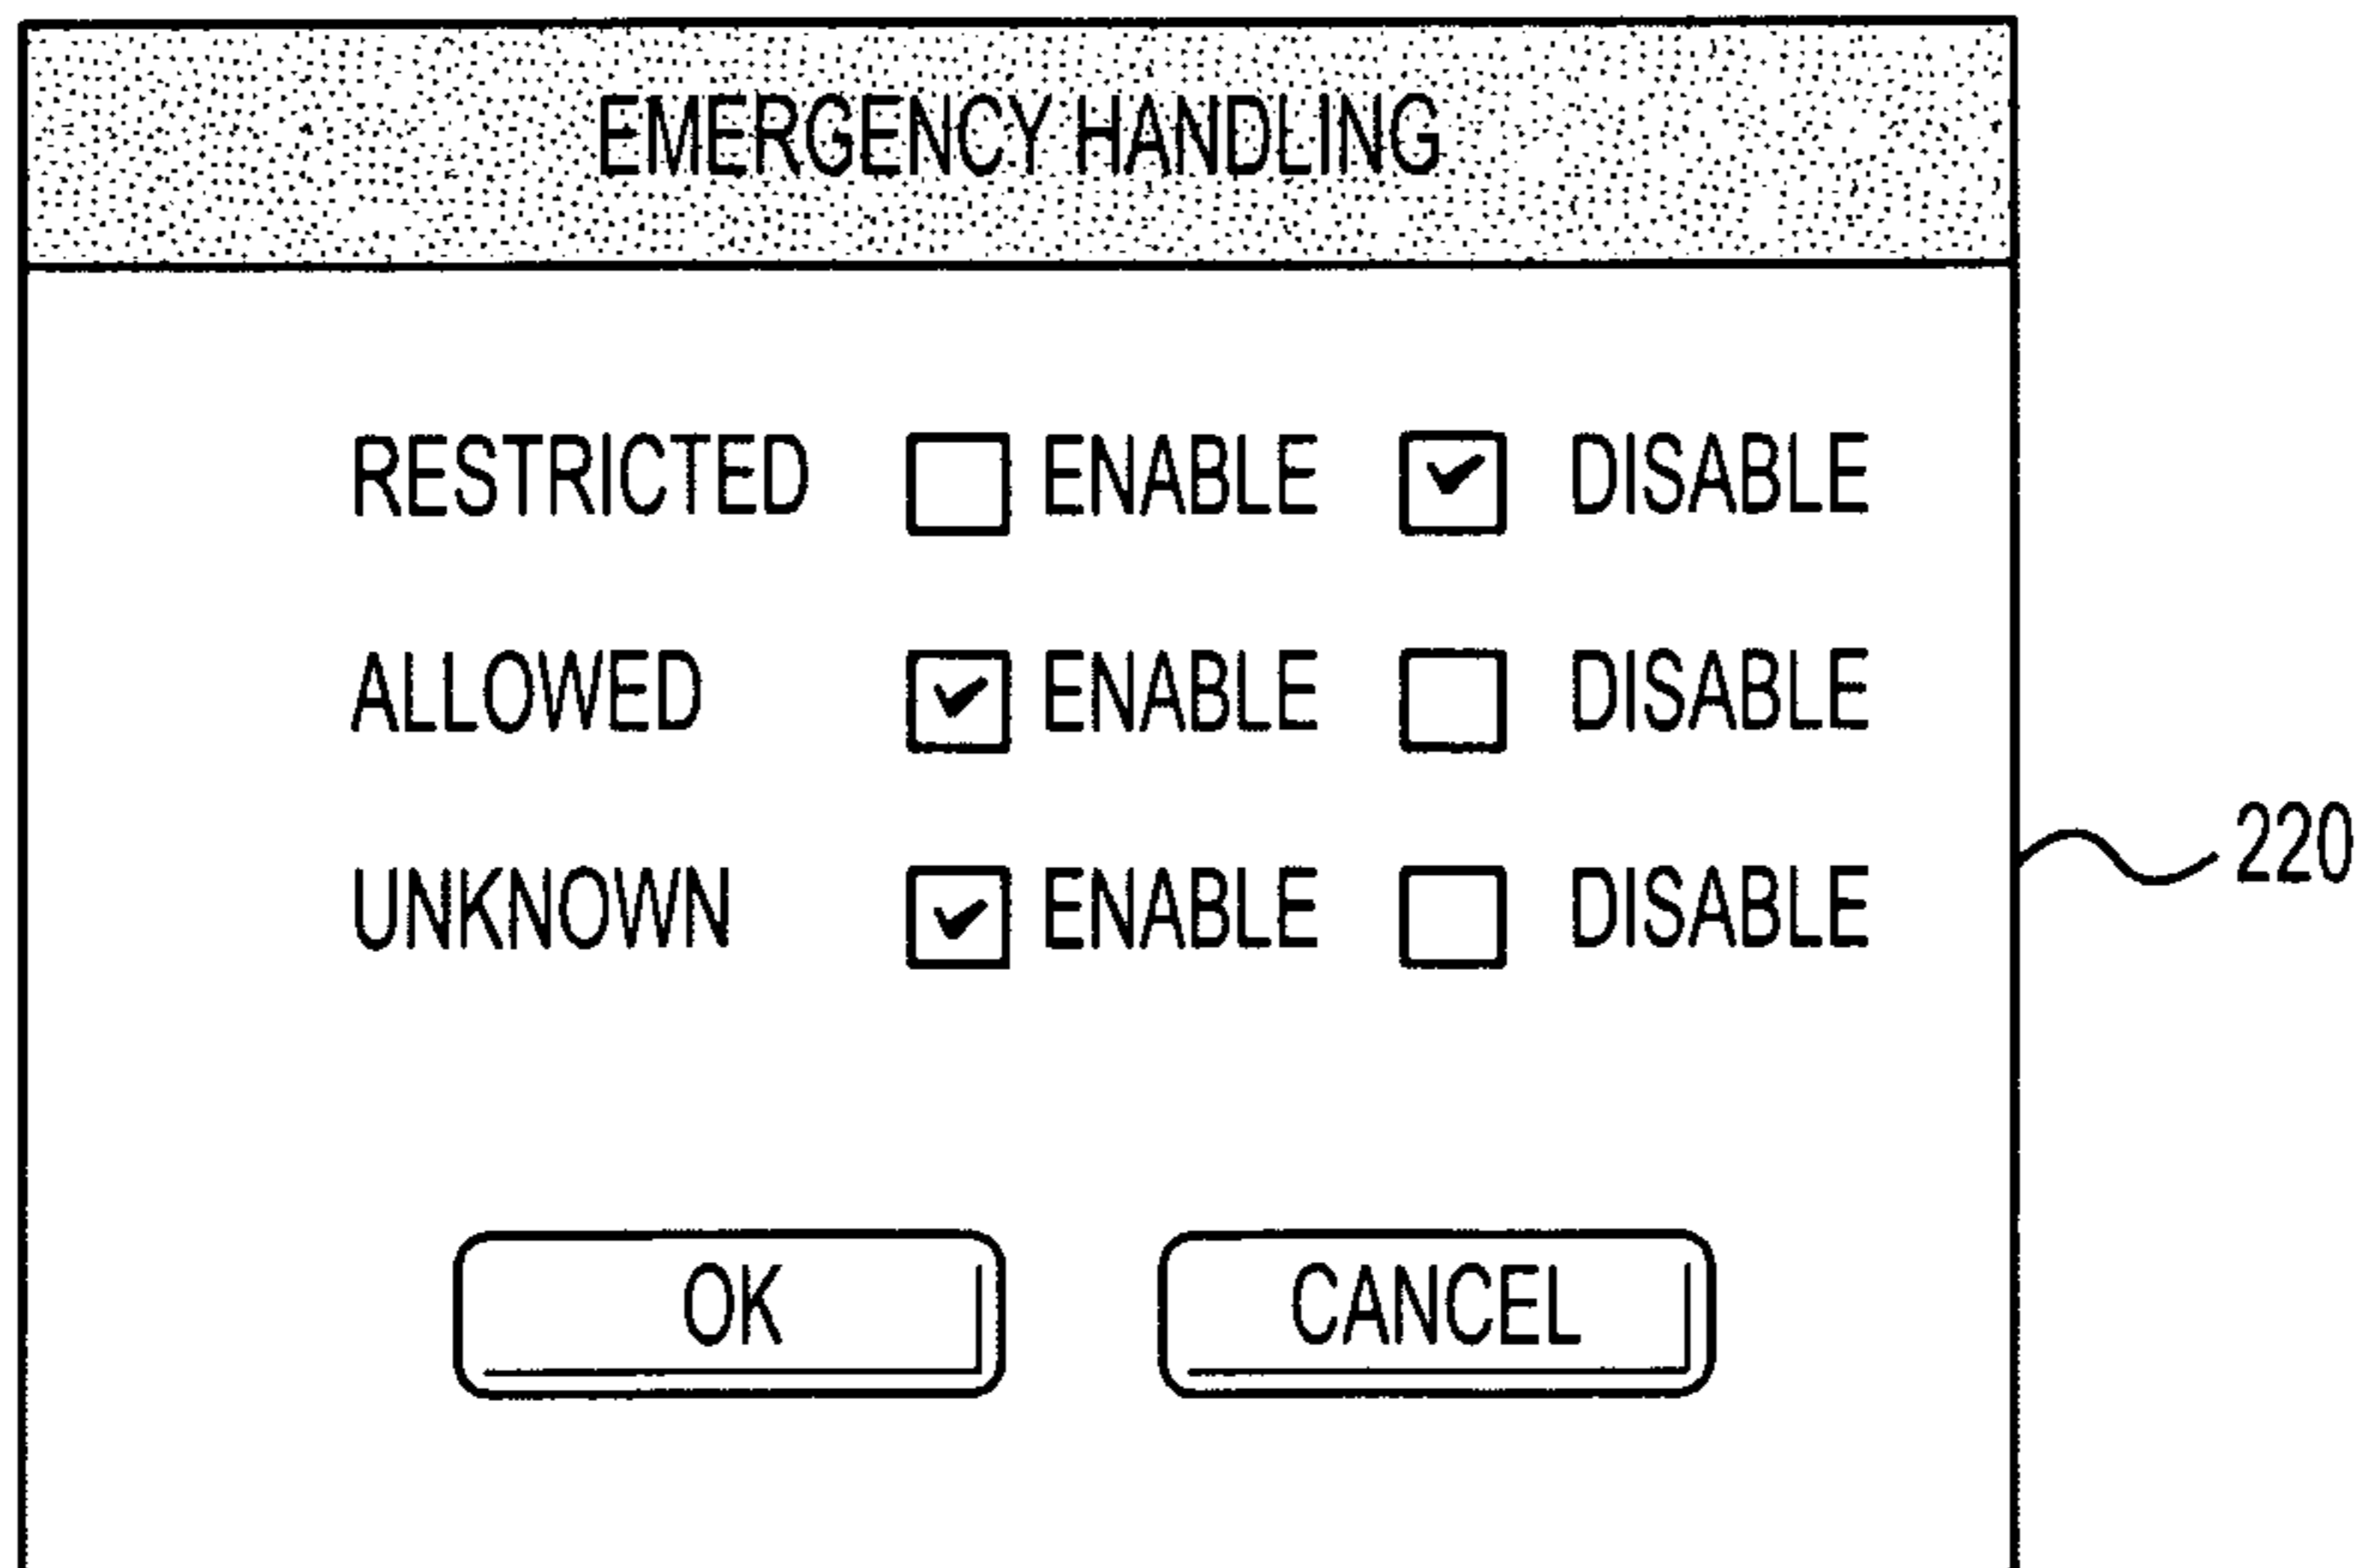 EMERGENCY HANDLING
RESTRICTED ENABLE DISABLE
ALLOWED ENABLE DISABLE
UNKNOWN ENABLE DISABLE
220
OK CANCEL